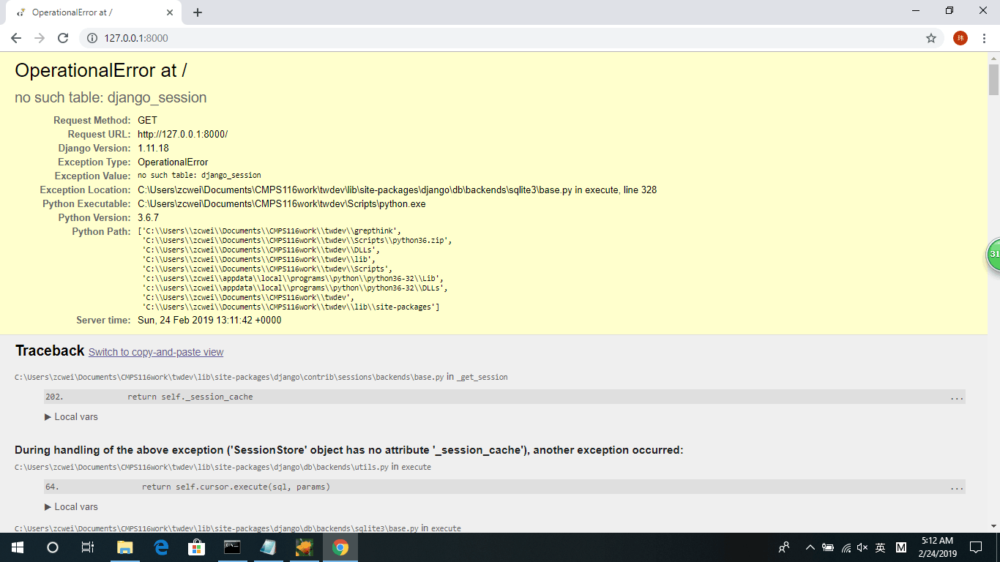 OperationalError at /
127.0.0.1:8000
玮
OperationalError at /
no such table: django_session
Request Method: GET
Request URL: http://127.0.0.1:8000/
Django Version: 1.11.18
Exception Type: OperationalError
Exception Value: no such table: django_session
Exception Location: C:\Users\zcwei\Documents\CMPS116work\twdev\lib\site-packages\django\db\backends\sqlite3\base.py in execute, line 328
Python Executable: C:\Users\zcwei\Documents\CMPS116work\twdev\Scripts\python.exe
Python Version: 3.6.7
Python Path: ['C:\\Users\\zcwei\\Documents\\CMPS116work\\twdev\\grepthink',
'C:\\Users\\zcwei\\Documents\\CMPS116work\\twdev\\Scripts\\python36.zip',
'C:\\Users\\zcwei\\Documents\\CMPS116work\\twdev\\DLLs',
'C:\\Users\\zcwei\\Documents\\CMPS116work\\twdev\\lib',
'C:\\Users\\zcwei\\Documents\\CMPS116work\\twdev\\Scripts',
'c:\\users\\zcwei\\appdata\\local\\programs\\python\\python36-32\\Lib',
'c:\\users\\zcwei\\appdata\\local\\programs\\python\\python36-32\\DLLs',
'C:\\Users\\zcwei\\Documents\\CMPS116work\\twdev',
'C:\\Users\\zcwei\\Documents\\CMPS116work\\twdev\\lib\\site-packages']
31
Server time: Sun, 24 Feb 2019 13:11:42 +0000
Traceback Switch to copy-and-paste view
C:\Users\zcwei\Documents\CMPS116work\twdev\lib\site-packages\django\contrib\sessions\backends\base.py in _get_session
202. return self._session_cache ...
▶ Local vars
During handling of the above exception ('SessionStore' object has no attribute '_session_cache'), another exception occurred:
C:\Users\zcwei\Documents\CMPS116work\twdev\lib\site-packages\django\db\backends\utils.py in execute
64. return self.cursor.execute(sql, params) ...
▶ Local vars
C:\Users\zcwei\Documents\CMPS116work\twdev\lib\site-packages\django\db\backends\sqlite3\base.py in execute
英
M
5:12 AM
2/24/2019